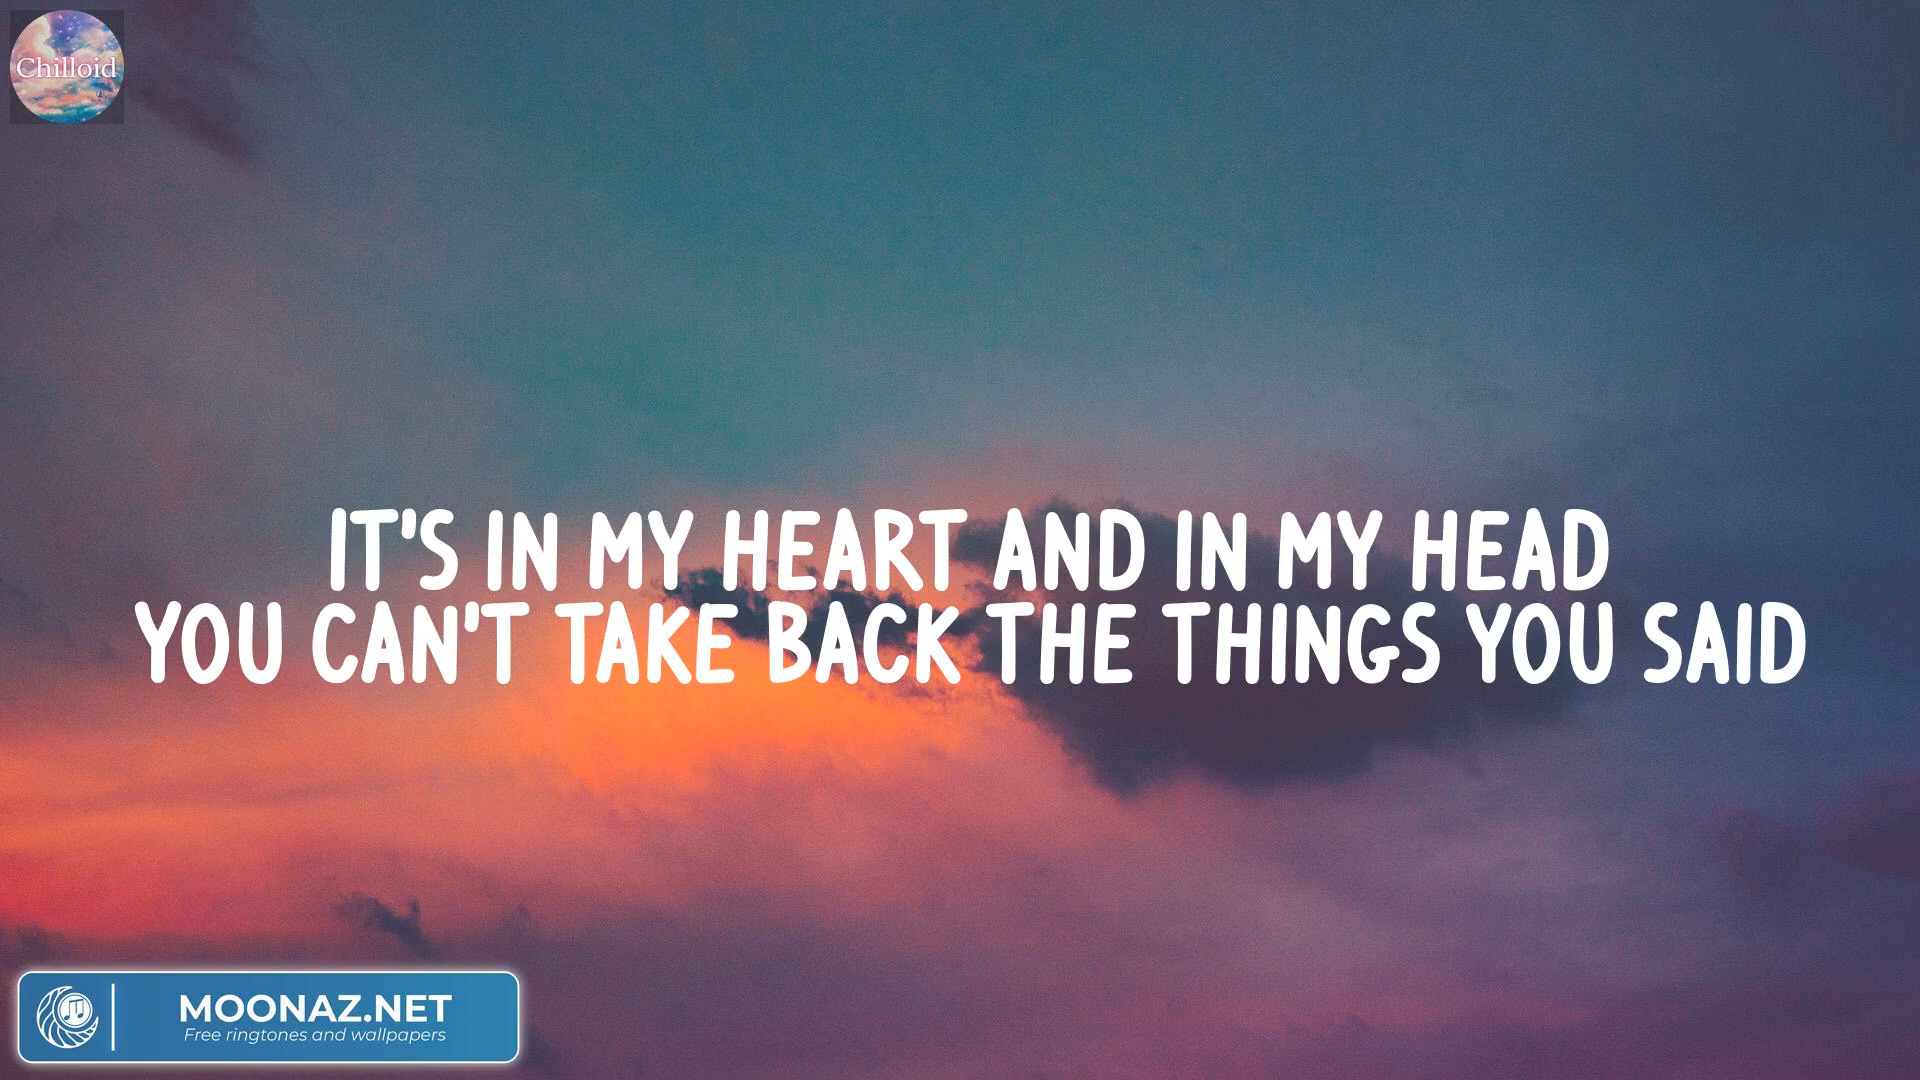 Chilloid
IT'S IN MY HEART AND IN MY HEAD
YOU CAN'T TAKE BACK THE THINGS YOU SAID
MOONAZ.NET
Free ringtones and wallpapers